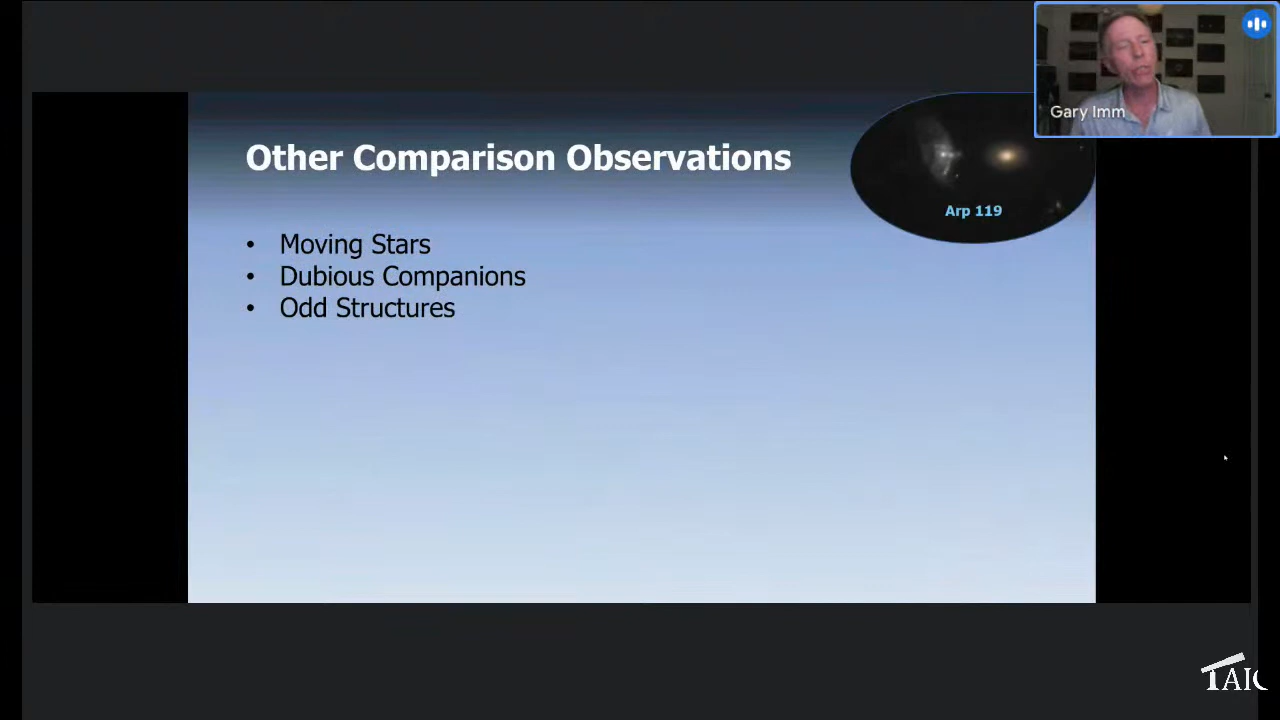 Gary Imm
Other Comparison Observations
Arp 119
• Moving Stars
• Dubious Companions
• Odd Structures
TAIC